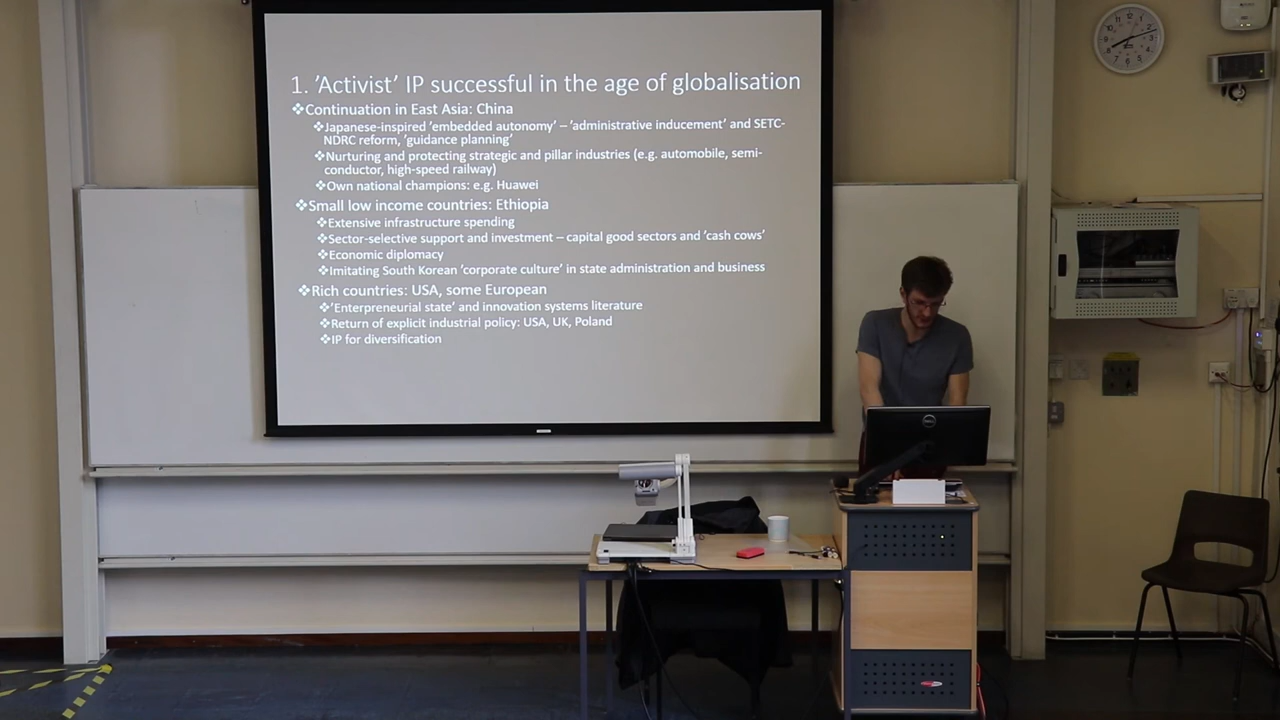 1. 'Activist' IP successful in the age of globalisation
❖Continuation in East Asia: China
❖Japanese-inspired 'embedded autonomy' – 'administrative inducement' and SETC-
NDRC reform, 'guidance planning'
❖Nurturing and protecting strategic and pillar industries (e.g. automobile, semi-
conductor, high-speed railway)
❖Own national champions: e.g. Huawei
❖Small low income countries: Ethiopia
❖Extensive infrastructure spending
❖Sector-selective support and investment – capital good sectors and 'cash cows'
❖Economic diplomacy
❖Imitating South Korean 'corporate culture' in state administration and business
❖Rich countries: USA, some European
❖'Enterpreneurial state' and innovation systems literature
❖Return of explicit industrial policy: USA, UK, Poland
❖IP for diversification
DELL